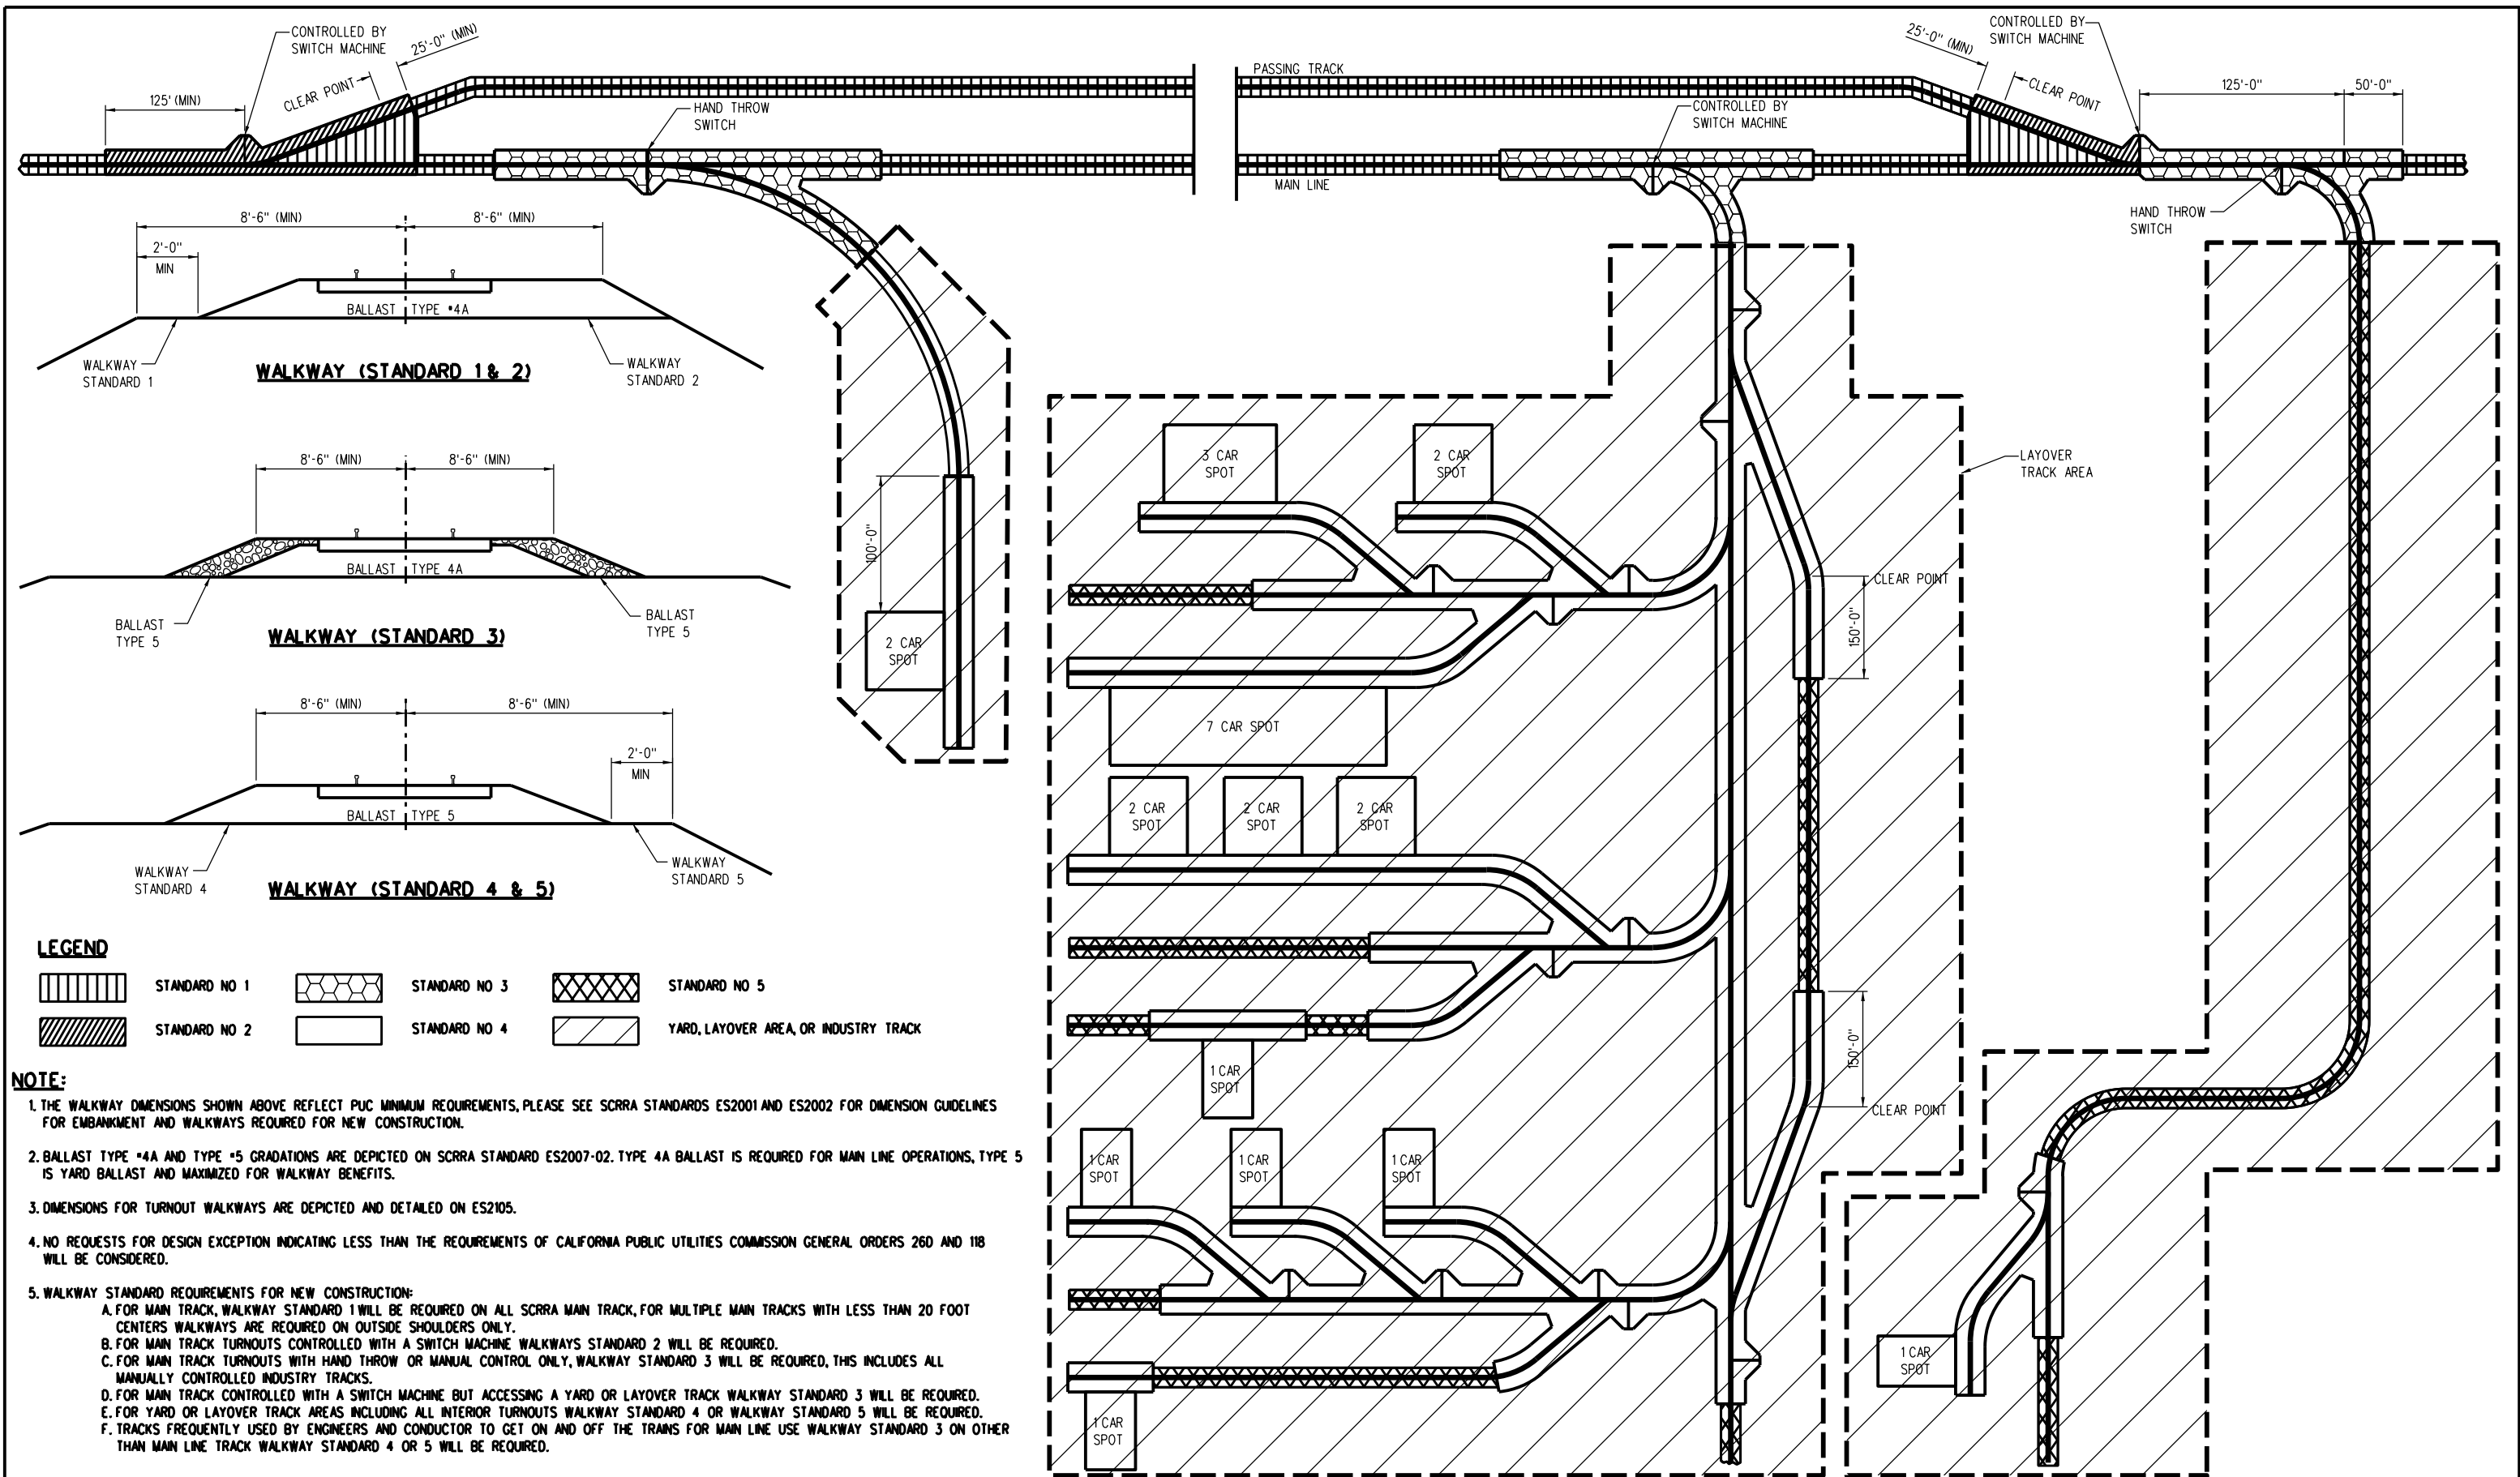 CONTROLLED BY
SWITCH MACHINE
25'-0" (MIN)
CLEAR POINT
125' (MIN)
HAND THROW
SWITCH
PASSING TRACK
CONTROLLED BY
SWITCH MACHINE
MAIN LINE
25'-0" (MIN)
CONTROLLED BY
SWITCH MACHINE
CLEAR POINT
125'-0"
50'-0"
HAND THROW
SWITCH
8'-6" (MIN)
8'-6" (MIN)
2'-0"
MIN
BALLAST TYPE #4A
WALKWAY
STANDARD 1
WALKWAY
STANDARD 2
WALKWAY (STANDARD 1 & 2)
8'-6" (MIN)
8'-6" (MIN)
BALLAST TYPE 4A
BALLAST
TYPE 5
BALLAST
TYPE 5
WALKWAY (STANDARD 3)
8'-6" (MIN)
8'-6" (MIN)
2'-0"
MIN
BALLAST TYPE 5
WALKWAY
STANDARD 4
WALKWAY
STANDARD 5
WALKWAY (STANDARD 4 & 5)
100'-0"
2 CAR
SPOT
3 CAR
SPOT
2 CAR
SPOT
LAYOVER
TRACK AREA
CLEAR POINT
150'-0"
7 CAR SPOT
2 CAR
SPOT
2 CAR
SPOT
2 CAR
SPOT
150'-0"
CLEAR POINT
1 CAR
SPOT
1 CAR
SPOT
1 CAR
SPOT
1 CAR
SPOT
1 CAR
SPOT
1 CAR
SPOT
LEGEND
STANDARD NO 1
STANDARD NO 3
STANDARD NO 5
STANDARD NO 2
STANDARD NO 4
YARD, LAYOVER AREA, OR INDUSTRY TRACK
NOTE:
1. THE WALKWAY DIMENSIONS SHOWN ABOVE REFLECT PUC MINIMUM REQUIREMENTS, PLEASE SEE SCRRA STANDARDS ES2001 AND ES2002 FOR DIMENSION GUIDELINES
FOR EMBANKMENT AND WALKWAYS REQUIRED FOR NEW CONSTRUCTION.
2. BALLAST TYPE #4A AND TYPE #5 GRADATIONS ARE DEPICTED ON SCRRA STANDARD ES2007-02. TYPE 4A BALLAST IS REQUIRED FOR MAIN LINE OPERATIONS, TYPE 5
IS YARD BALLAST AND MAXIMIZED FOR WALKWAY BENEFITS.
3. DIMENSIONS FOR TURNOUT WALKWAYS ARE DEPICTED AND DETAILED ON ES2105.
4. NO REQUESTS FOR DESIGN EXCEPTION INDICATING LESS THAN THE REQUIREMENTS OF CALIFORNIA PUBLIC UTILITIES COMMISSION GENERAL ORDERS 26D AND 118
WILL BE CONSIDERED.
5. WALKWAY STANDARD REQUIREMENTS FOR NEW CONSTRUCTION:
A. FOR MAIN TRACK, WALKWAY STANDARD 1 WILL BE REQUIRED ON ALL SCRRA MAIN TRACK, FOR MULTIPLE MAIN TRACKS WITH LESS THAN 20 FOOT
CENTERS WALKWAYS ARE REQUIRED ON OUTSIDE SHOULDERS ONLY.
B. FOR MAIN TRACK TURNOUTS CONTROLLED WITH A SWITCH MACHINE WALKWAYS STANDARD 2 WILL BE REQUIRED.
C. FOR MAIN TRACK TURNOUTS WITH HAND THROW OR MANUAL CONTROL ONLY, WALKWAY STANDARD 3 WILL BE REQUIRED, THIS INCLUDES ALL
MANUALLY CONTROLLED INDUSTRY TRACKS.
D. FOR MAIN TRACK CONTROLLED WITH A SWITCH MACHINE BUT ACCESSING A YARD OR LAYOVER TRACK WALKWAY STANDARD 3 WILL BE REQUIRED.
E. FOR YARD OR LAYOVER TRACK AREAS INCLUDING ALL INTERIOR TURNOUTS WALKWAY STANDARD 4 OR WALKWAY STANDARD 5 WILL BE REQUIRED.
F. TRACKS FREQUENTLY USED BY ENGINEERS AND CONDUCTOR TO GET ON AND OFF THE TRAINS FOR MAIN LINE USE WALKWAY STANDARD 3 ON OTHER
THAN MAIN LINE TRACK WALKWAY STANDARD 4 OR 5 WILL BE REQUIRED.